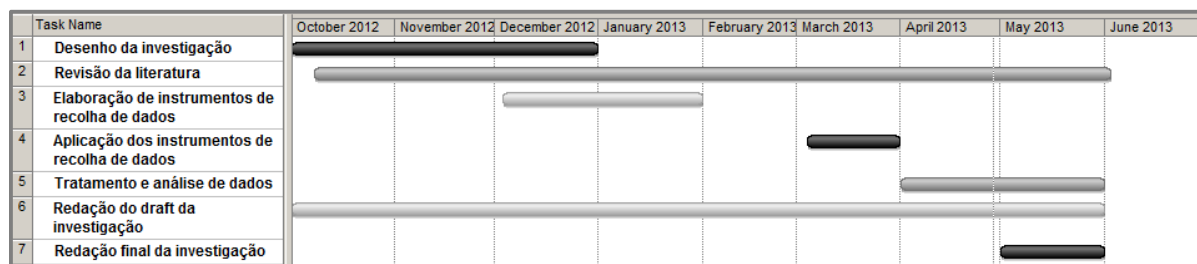 Task Name
October 2012 November 2012 December 2012 January 2013 February 2013 March 2013 April 2013 May 2013 June 2013
1 Desenho da investigação
2 Revisão da literatura
3 Elaboração de instrumentos de
recolha de dados
4 Aplicação dos instrumentos de
recolha de dados
5 Tratamento e análise de dados
6 Redação do draft da
investigação
7 Redação final da investigação